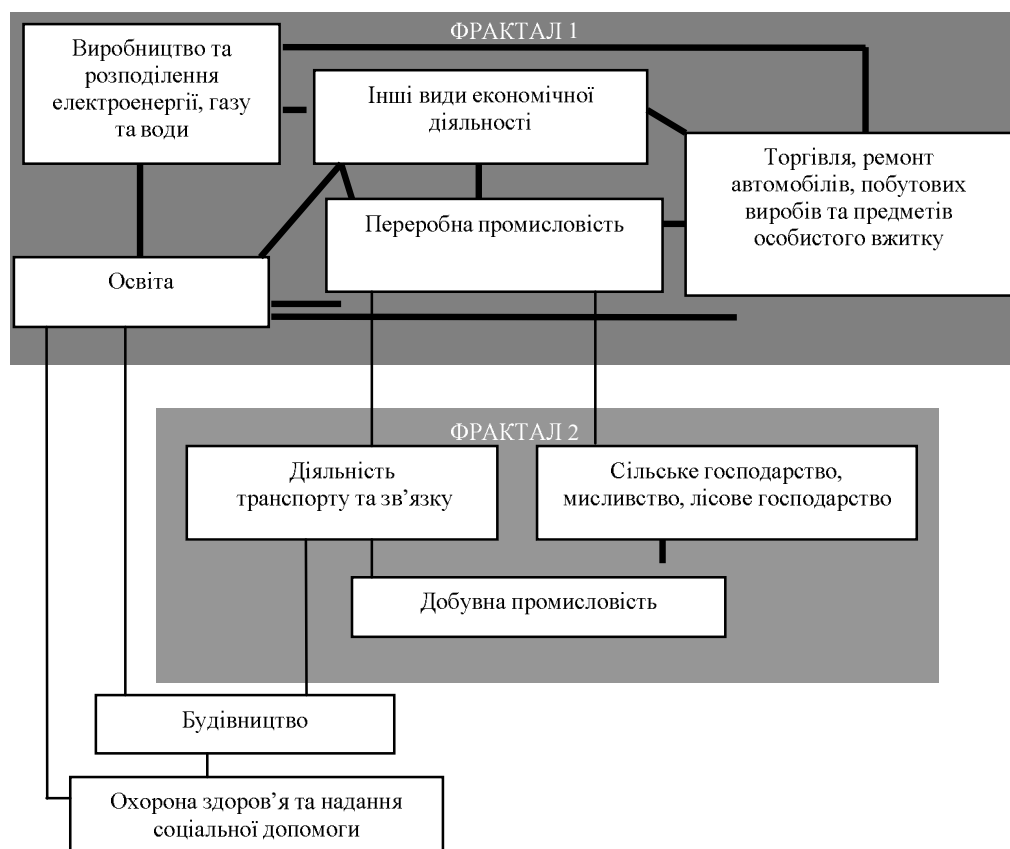 ФРАКТАЛ 1
Виробництво та
розподілення
електроенергії, газу
та води
Інші види економічної
діяльності
Торгівля, ремонт
автомобілів, побутових
виробів та предметів
особистого вжитку
Переробна промисловість
Освіта
ФРАКТАЛ 2
Діяльність
транспорту та зв’язку
Сільське господарство,
мисливство, лісове господарство
Добувна промисловість
Будівництво
Охорона здоров’я та надання
соціальної допомоги